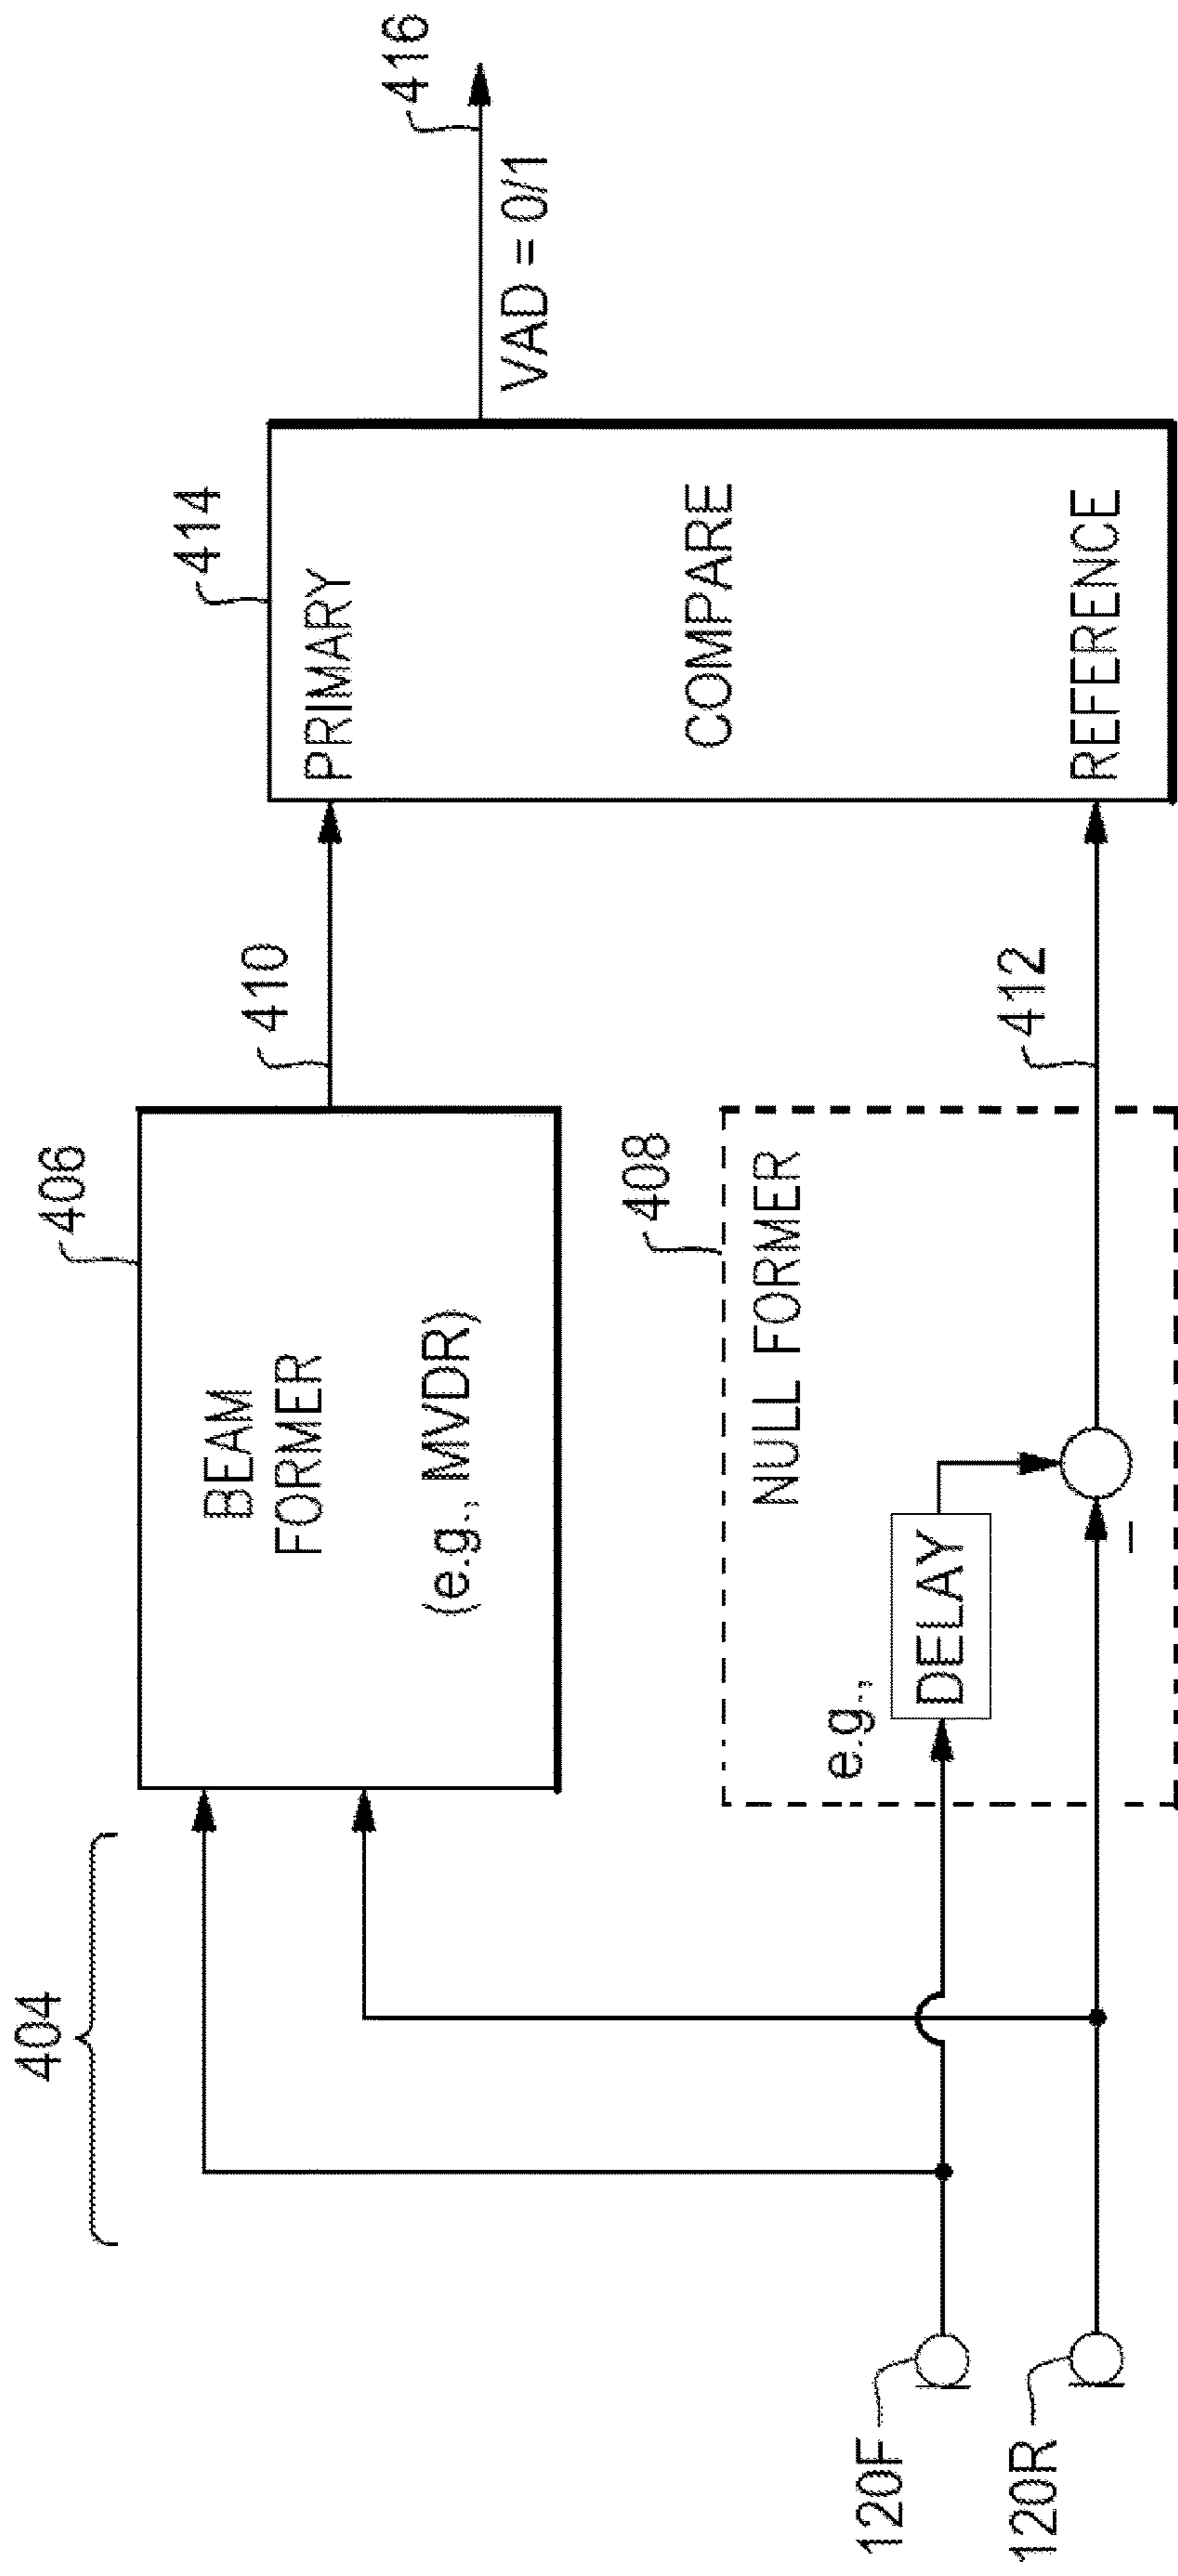 404
406
BEAM
FORMER
(e.g., MVDR)
410
414
PRIMARY
COMPARE
REFERENCE
416
VAD = 0/1
408
NULL FORMER
e.g.,
DELAY
–
412
120F
120R